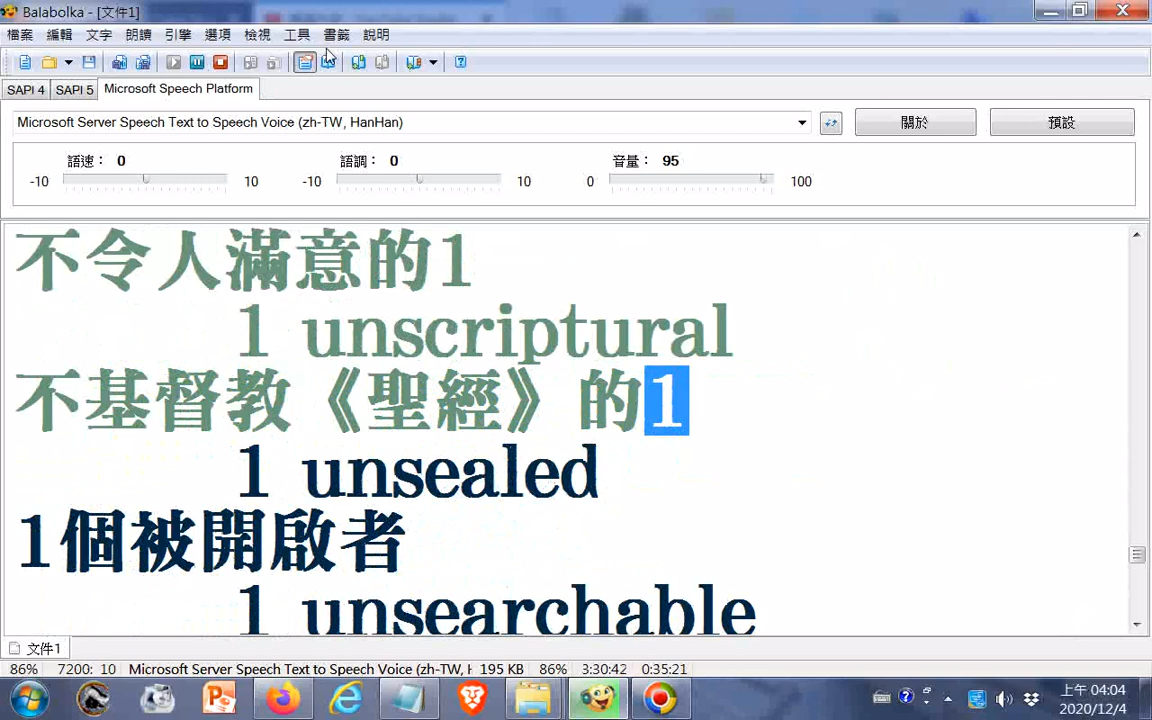 Balabolka - [文件1]
檔案 編輯 文字 朗讀 引擎 選項 檢視 工具 書籤 說明
SAPI 4 SAPI 5 Microsoft Speech Platform
Microsoft Server Speech Text to Speech Voice (zh-TW, HanHan) 關於 預設
語速： 0 語調： 0 音量： 95
-10 10 -10 10 0 100
不令人滿意的1
1 unscriptural
不基督教《聖經》的1
1 unsealed
1個被開啟者
1 unsearchable
文件1
86% 7200: 10 Microsoft Server Speech Text to Speech Voice (zh-TW, H 195 KB 86% 3:30:42 0:35:21
上午 04:04
2020/12/4